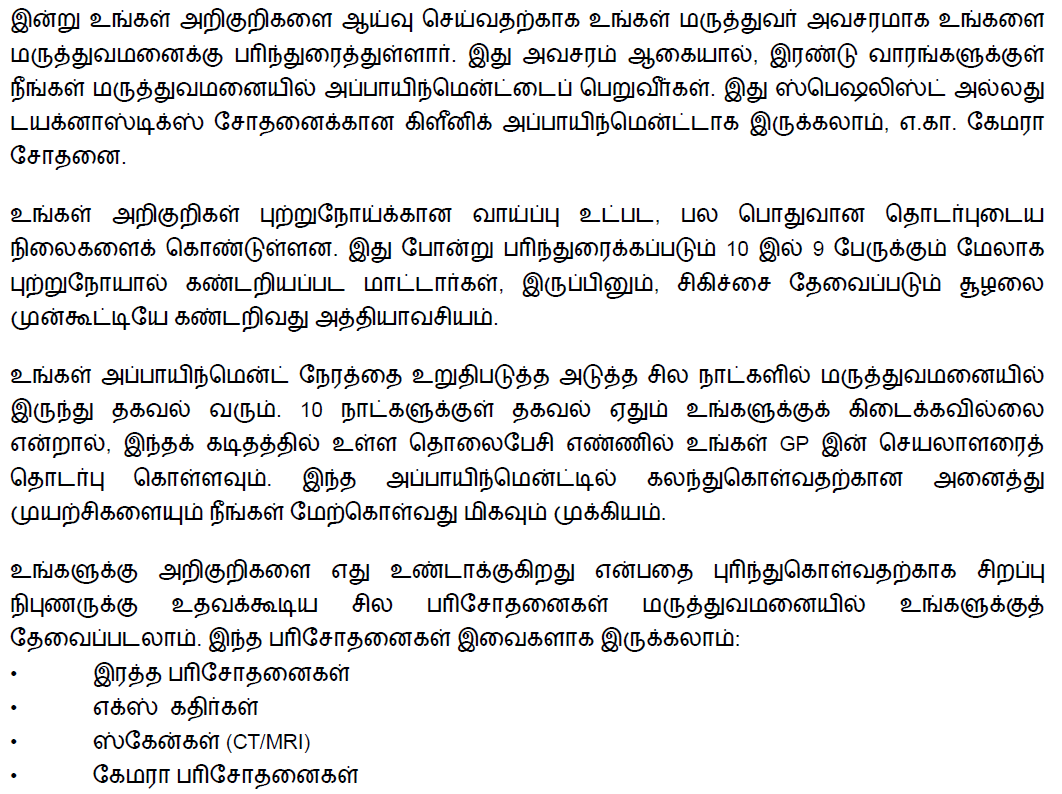 இன்று உங்கள் அறிகுறிகளை ஆய்வு செய்வதற்காக உங்கள் மருத்துவர் அவசரமாக உங்களை
மருத்துவமனைக்கு பரிந்துரைத்துள்ளார். இது அவசரம் ஆகையால், இரண்டு வாரங்களுக்குள்
நீங்கள் மருத்துவமனையில் அப்பாயிந்மென்ட்டைப் பெறுவீர்கள். இது ஸ்பெஷலிஸ்ட் அல்லது
டயக்னாஸ்டிக்ஸ் சோதனைக்கான கிளீனிக் அப்பாயிந்மென்ட்டாக இருக்கலாம், எ.கா. கேமரா
சோதனை.
உங்கள் அறிகுறிகள் புற்றுநோய்க்கான வாய்ப்பு உட்பட, பல பொதுவான தொடர்புடைய
நிலைகளைக் கொண்டுள்ளன. இது போன்று பரிந்துரைக்கப்படும் 10 இல் 9 பேருக்கும் மேலாக
புற்றுநோயால் கண்டறியப்பட மாட்டார்கள், இருப்பினும், சிகிச்சை தேவைப்படும் சூழலை
முன்கூட்டியே கண்டறிவது அத்தியாவசியம்.
உங்கள் அப்பாயிந்மென்ட் நேரத்தை உறுதிபடுத்த அடுத்த சில நாட்களில் மருத்துவமனையில்
இருந்து தகவல் வரும். 10 நாட்களுக்குள் தகவல் ஏதும் உங்களுக்குக் கிடைக்கவில்லை
என்றால், இந்தக் கடிதத்தில் உள்ள தொலைபேசி எண்ணில் உங்கள் GP இன் செயலாளரைத்
தொடர்பு கொள்ளவும். இந்த அப்பாயிந்மென்ட்டில் கலந்துகொள்வதற்கான அனைத்து
முயற்சிகளையும் நீங்கள் மேற்கொள்வது மிகவும் முக்கியம்.
உங்களுக்கு அறிகுறிகளை எது உண்டாக்குகிறது என்பதை புரிந்துகொள்வதற்காக சிறப்பு
நிபுணருக்கு உதவக்கூடிய சில பரிசோதனைகள் மருத்துவமனையில் உங்களுக்குத்
தேவைப்படலாம். இந்த பரிசோதனைகள் இவைகளாக இருக்கலாம்:
• இரத்த பரிசோதனைகள்
• எக்ஸ் கதிர்கள்
• ஸ்கேன்கள் (CT/MRI)
• கேமரா பரிசோதனைகள்